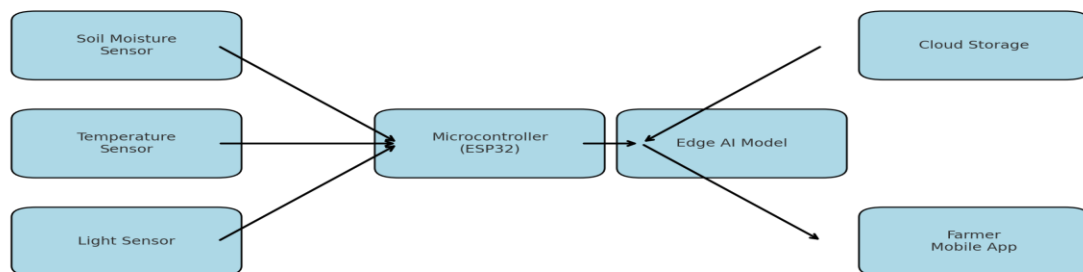 Soil Moisture
Sensor
Cloud Storage
Temperature
Sensor
Microcontroller
(ESP32)
Edge AI Model
Light Sensor
Farmer
Mobile App